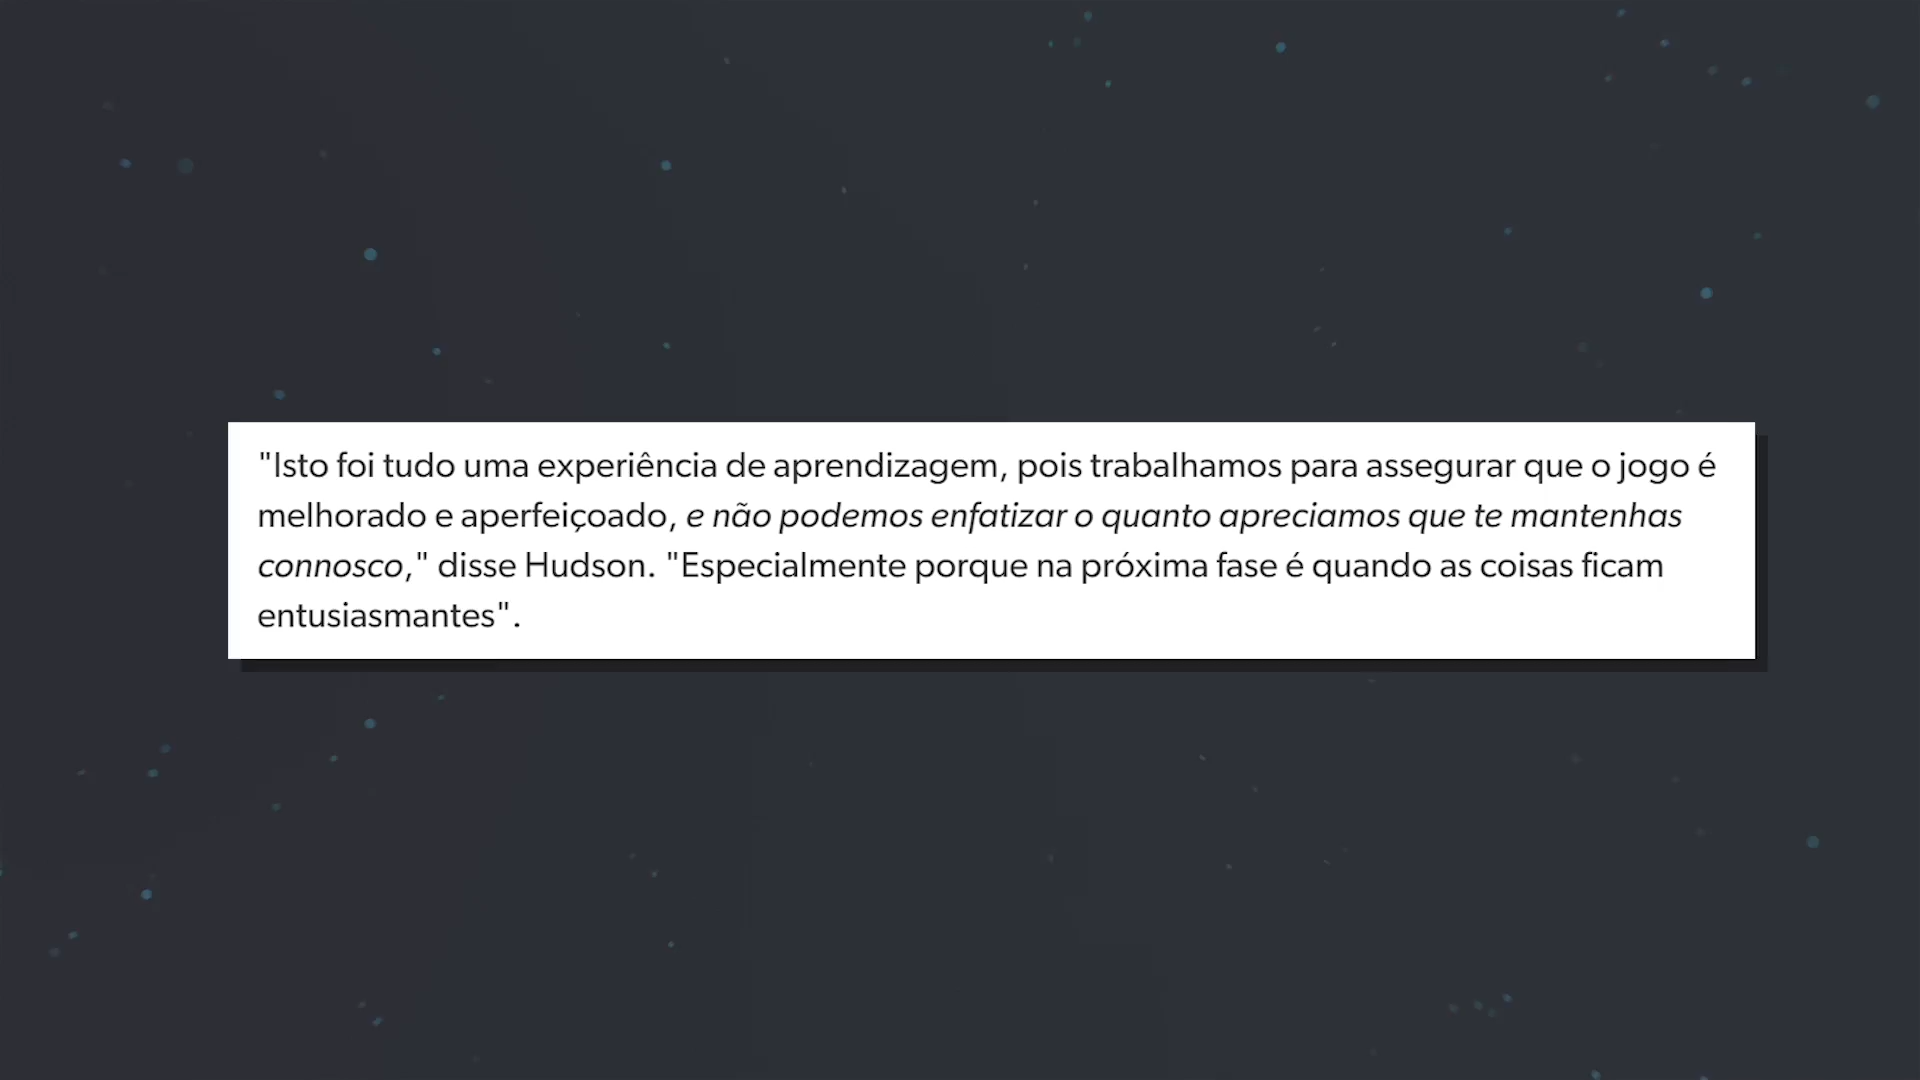 "Isto foi tudo uma experiência de aprendizagem, pois trabalhamos para assegurar que o jogo é
melhorado e aperfeiçoado, e não podemos enfatizar o quanto apreciamos que te mantenhas
connosco," disse Hudson. "Especialmente porque na próxima fase é quando as coisas ficam
entusiasmantes".